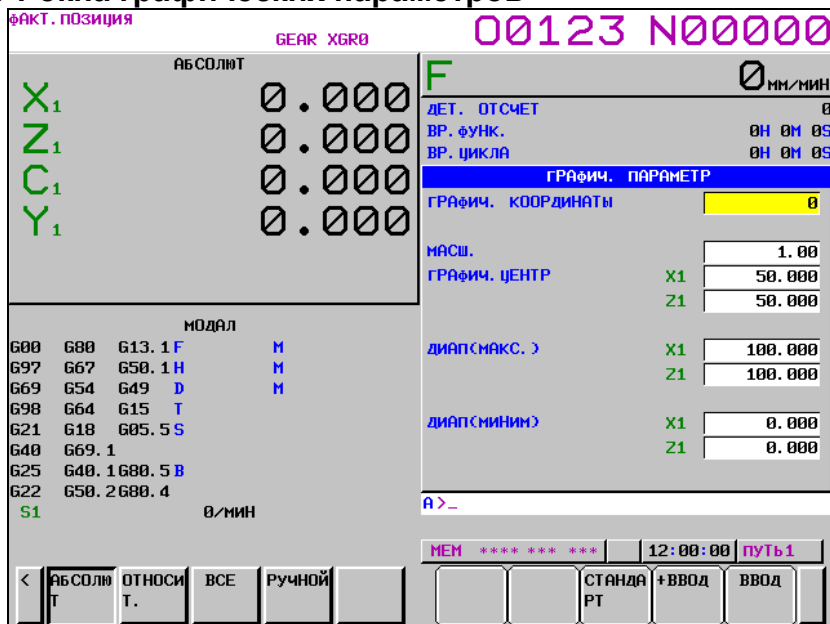 ФАКТ.ПОЗИЦИЯ
GEAR XGR0
O0123 N00000
АБСОЛЮТ
X1 0.000
Z1 0.000
C1 0.000
Y1 0.000
F 0 ММ/МИН
ДЕТ. ОТСЧЕТ 0
ВР.ФУНК. 0H 0M 0S
ВР.ЦИКЛА 0H 0M 0S
ГРАФИЧ. ПАРАМЕТР
ГРАФИЧ. КООРДИНАТЫ 0
МАСШ. 1.00
ГРАФИЧ.ЦЕНТР X1 50.000
Z1 50.000
ДИАП(МАКС.) X1 100.000
Z1 100.000
ДИАП(МИНИМ) X1 0.000
Z1 0.000
МОДАЛ
G00 G80 G13.1 F M
G97 G67 G50.1 H M
G69 G54 G49 D M
G98 G64 G15 T
G21 G18 G05.5 S
G40 G69.1
G25 G40.1 G80.5 B
G22 G50.2 G80.4
S1 0/МИН
A>_
MEM **** *** *** 12:00:00 ПУТЬ1
< АБСОЛЮ
Т
ОТНОСИ
Т.
ВСЕ
РУЧНОЙ
СТАНДА
РТ
+ВВОД
ВВОД